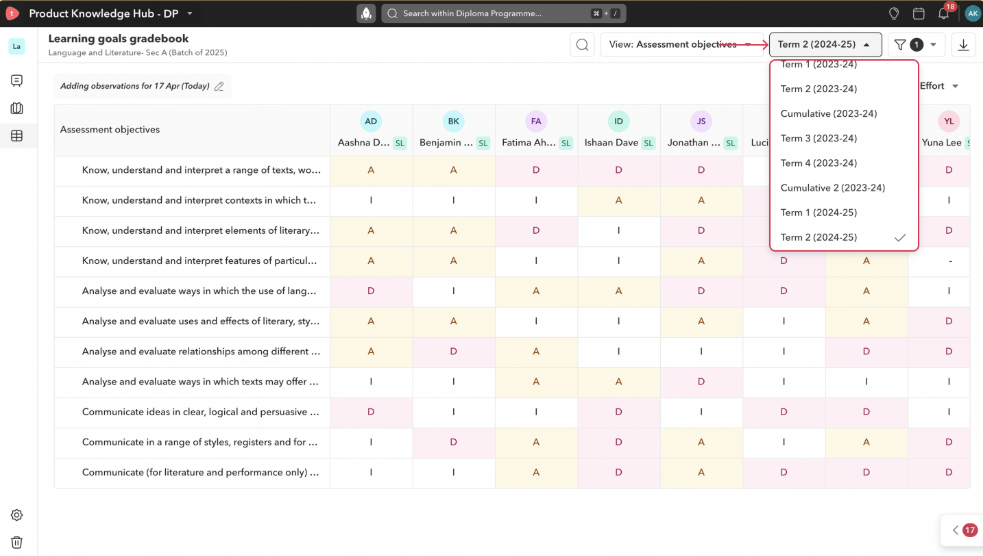 1 Product Knowledge Hub - DP
Search within Diploma Programme... ⌘ + /
18 AK
La
Learning goals gradebook
Language and Literature- Sec A (Batch of 2025)
View: Assessment objectives
Term 2 (2024-25)
1
Adding observations for 17 Apr (Today)
Effort
Term 1 (2023-24)
Term 2 (2023-24)
Cumulative (2023-24)
Term 3 (2023-24)
Term 4 (2023-24)
Cumulative 2 (2023-24)
Term 1 (2024-25)
Term 2 (2024-25)
AD BK FA ID JS YL
Assessment objectives
Aashna D... SL Benjamin ... SL Fatima Ah... SL Ishaan Dave SL Jonathan ... SL Luci Yuna Lee S
Know, understand and interpret a range of texts, wo... A A D D D D
Know, understand and interpret contexts in which t... I I I A A I
Know, understand and interpret elements of literary... A A D I D D
Know, understand and interpret features of particul... A A I I A D A -
Analyse and evaluate ways in which the use of lang... D I A A D D A I
Analyse and evaluate uses and effects of literary, sty... A A I I A I A D
Analyse and evaluate relationships among different ... A D A I I I D D
Analyse and evaluate ways in which texts may offer ... I I A A D I I I
Communicate ideas in clear, logical and persuasive ... D I I D I D D I
Communicate in a range of styles, registers and for ... I D A D A I A D
Communicate (for literature and performance only) ... I I A D A D D D
17